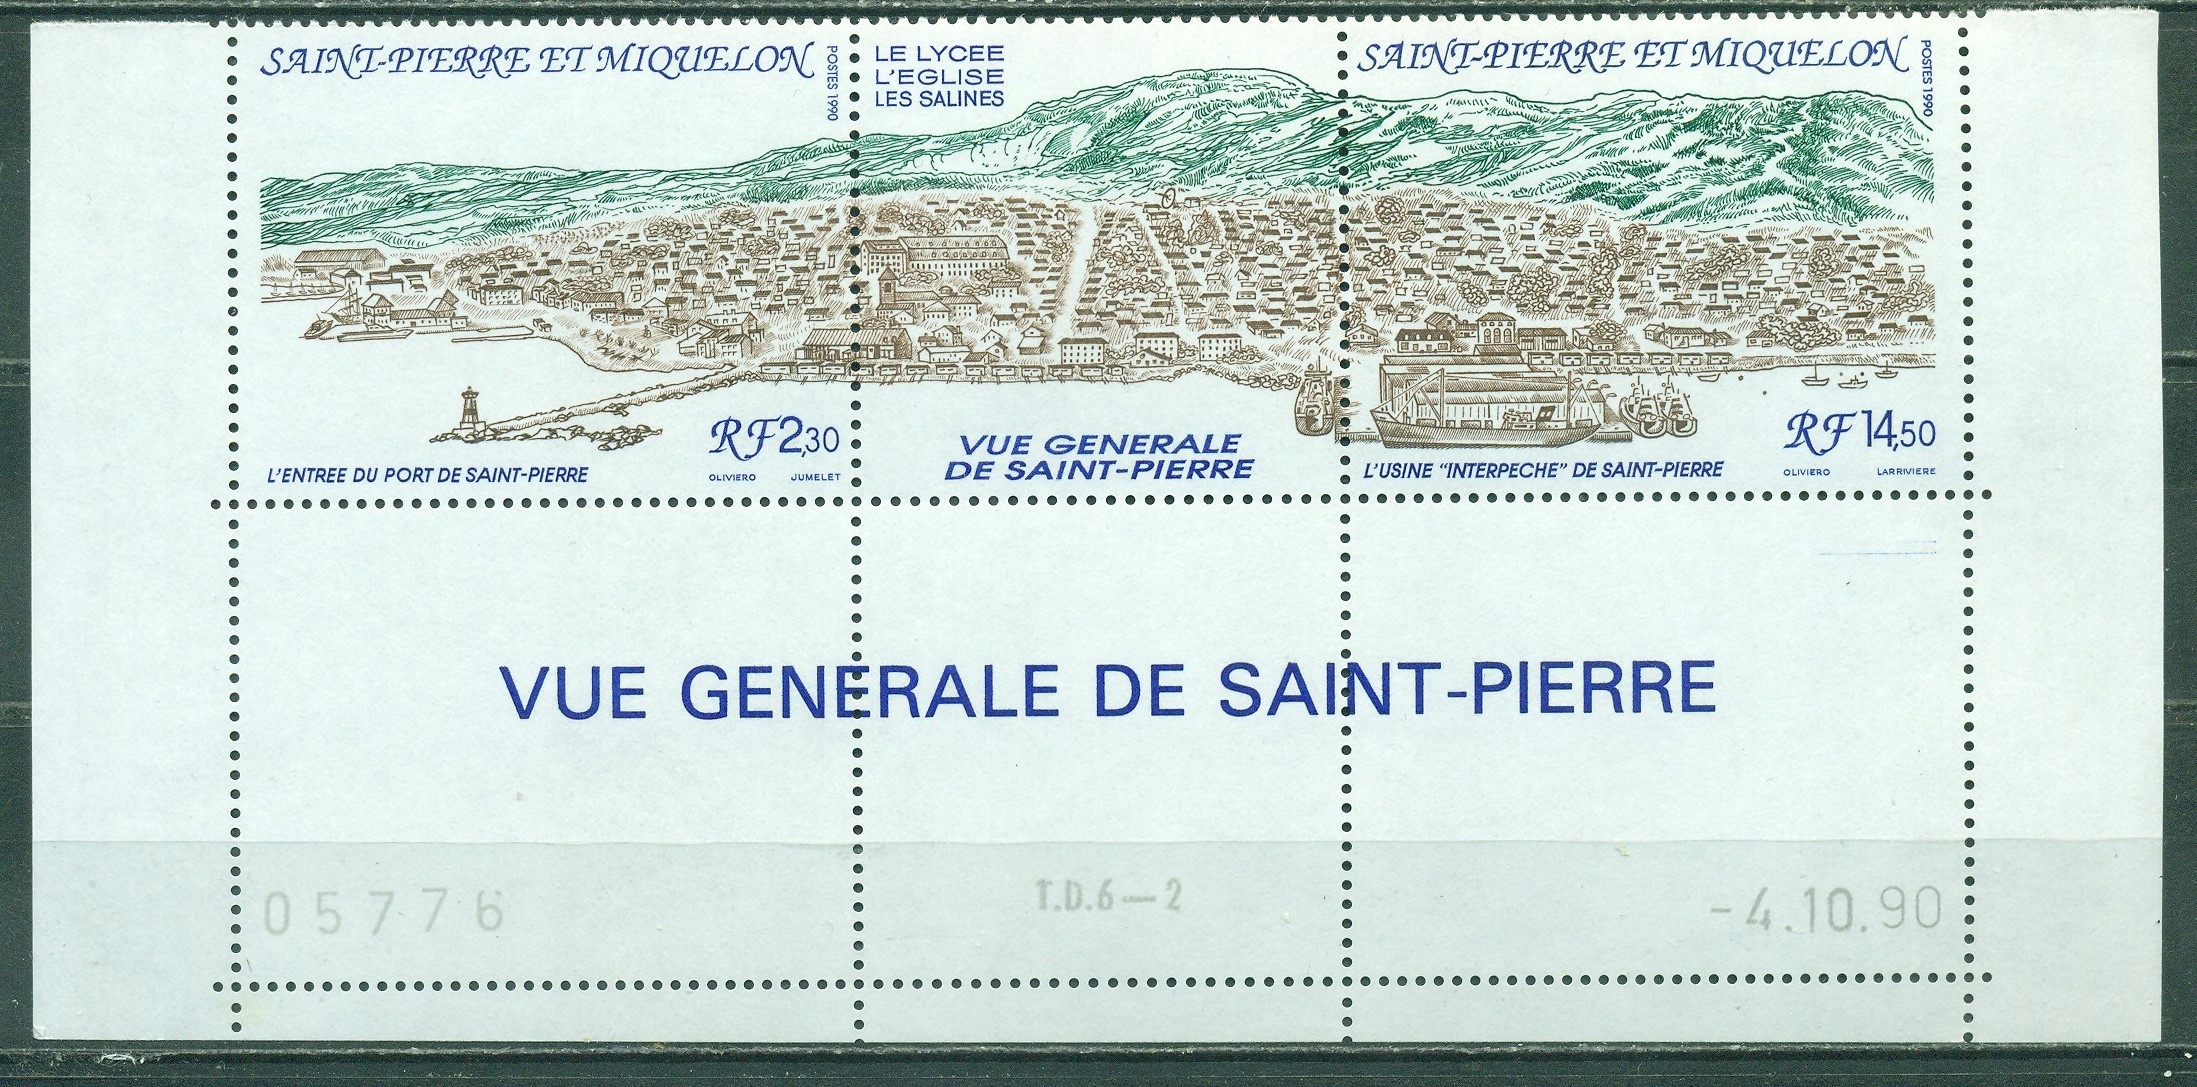 SAINT-PIERRE ET MIQUELON
POSTES 1990
RF 2,30
L'ENTREE DU PORT DE SAINT-PIERRE
OLIVIERO JUMELET
LE LYCEE
L'EGLISE
LES SALINES
VUE GENERALE
DE SAINT-PIERRE
SAINT-PIERRE ET MIQUELON
POSTES 1990
RF 14,50
L'USINE "INTERPECHE" DE SAINT-PIERRE
OLIVIERO LARRIVIERE
VUE GENERALE DE SAINT-PIERRE
05776
T.D.6-2
-4.10.90